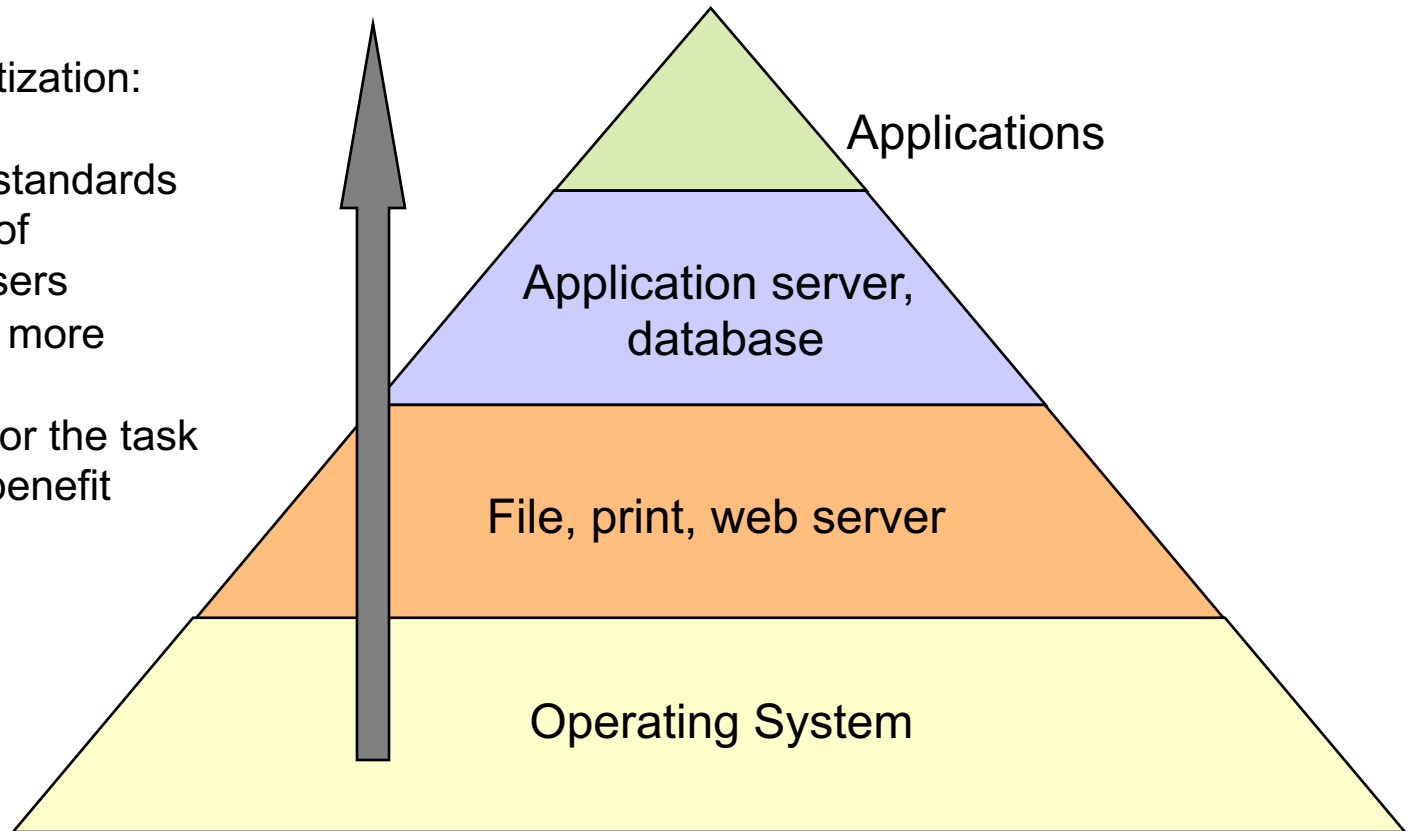 tization:
standards
of
sers
more
or the task
benefit
Applications
Application server,
database
File, print, web server
Operating System